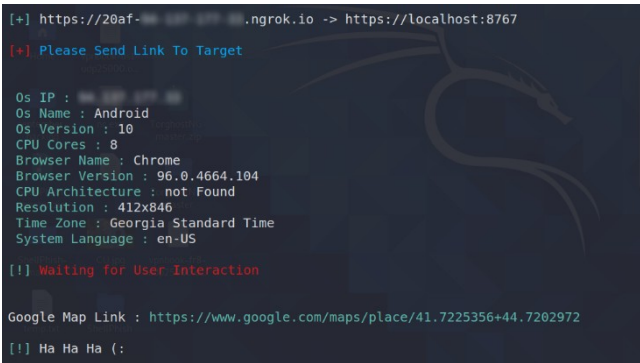 [+] https://20af- .ngrok.io -> https://localhost:8767
[+] Please Send Link To Target
Os IP :
Os Name : Android
Os Version : 10
CPU Cores : 8
Browser Name : Chrome
Browser Version : 96.0.4664.104
CPU Architecture : not Found
Resolution : 412x846
Time Zone : Georgia Standard Time
System Language : en-US
[!] Waiting for User Interaction
Google Map Link : https://www.google.com/maps/place/41.7225356+44.7202972
[!] Ha Ha Ha (: